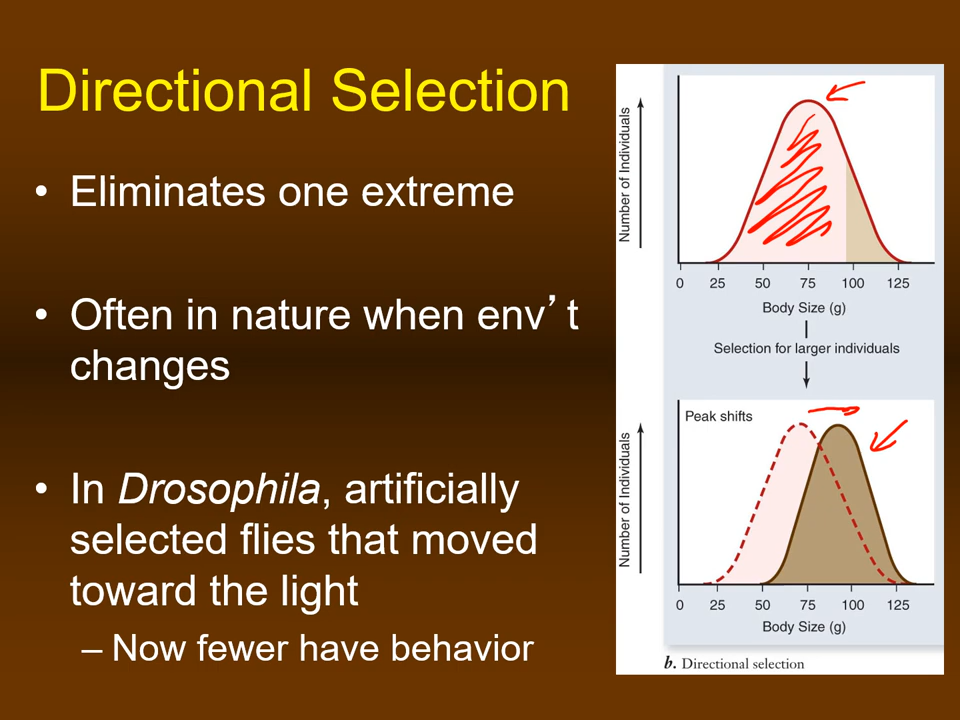 Directional Selection
• Eliminates one extreme
• Often in nature when env’t
changes
• In Drosophila, artificially
selected flies that moved
toward the light
– Now fewer have behavior
Number of Individuals
0 25 50 75 100 125
Body Size (g)
Selection for larger individuals
Peak shifts
Number of Individuals
0 25 50 75 100 125
Body Size (g)
b. Directional selection